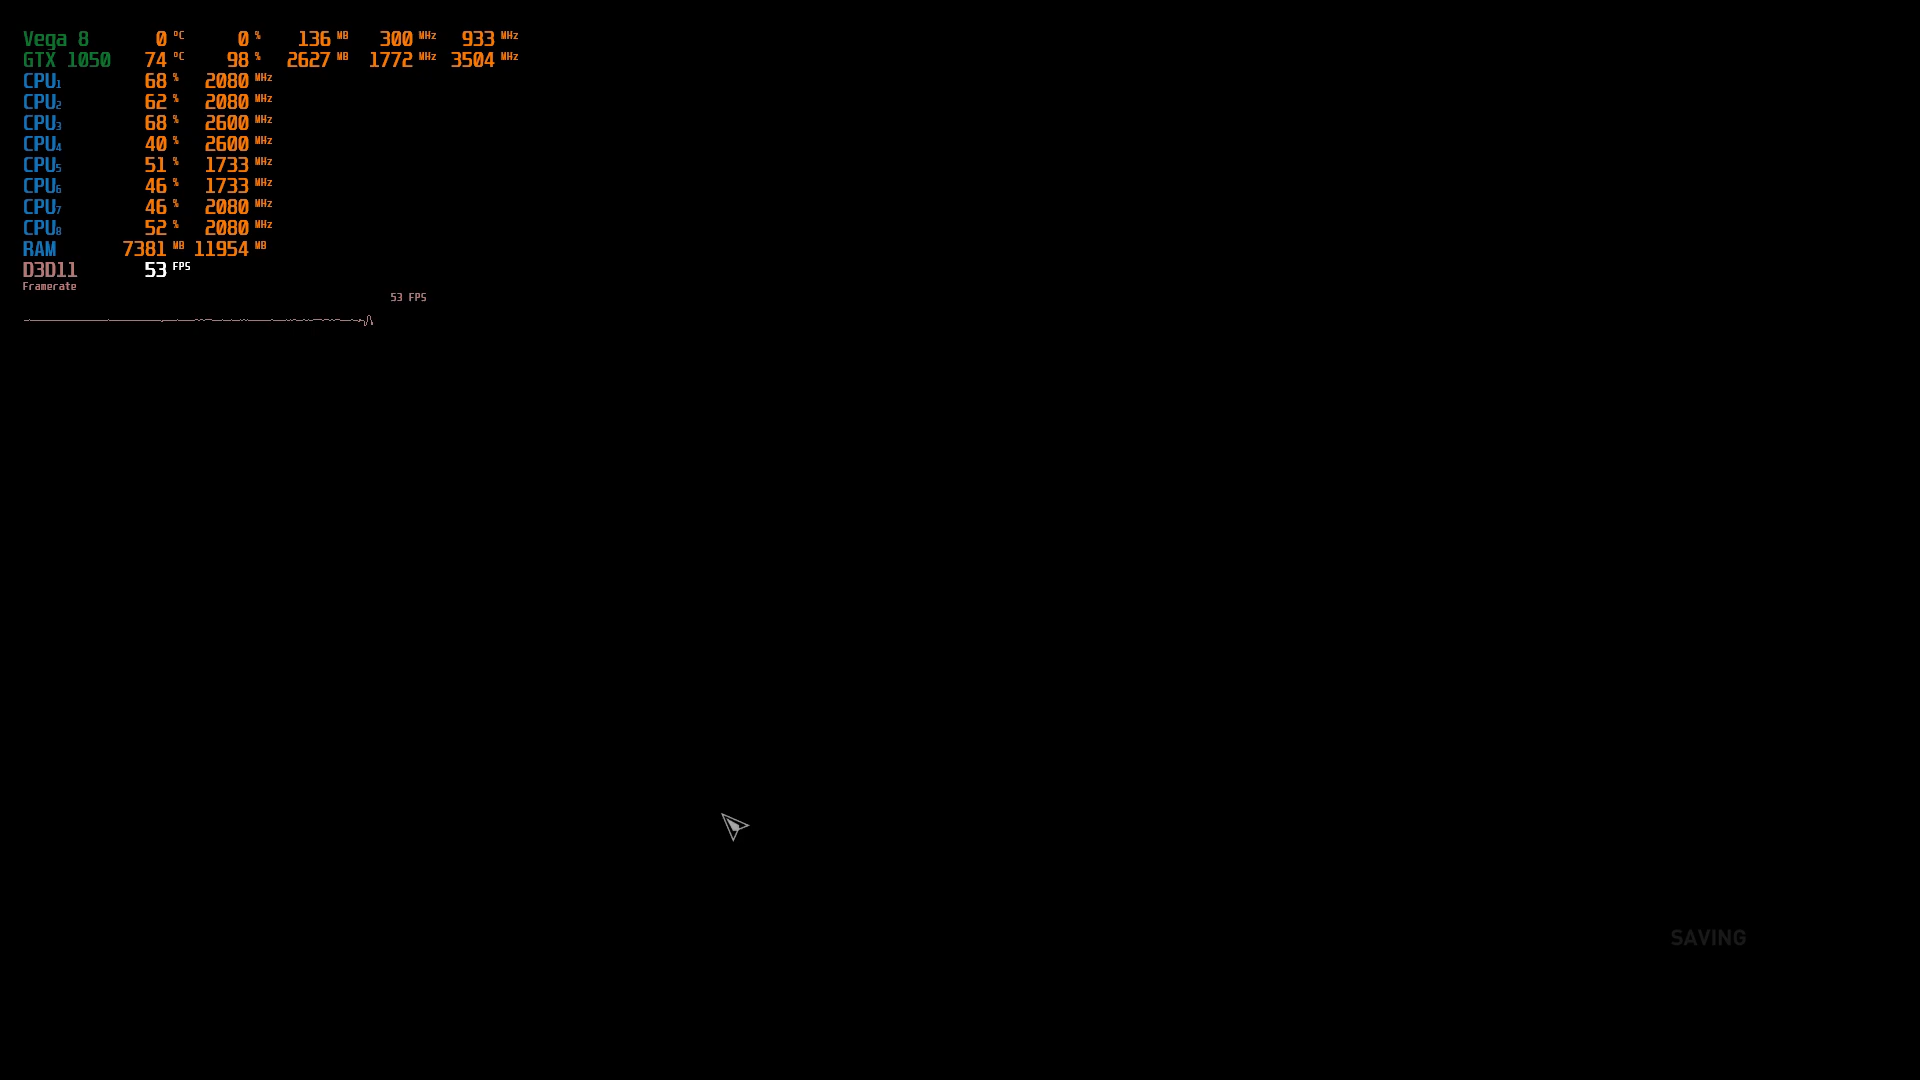 Vega 8 0 °C 0 % 136 MB 300 MHz 933 MHz
GTX 1050 74 °C 98 % 2627 MB 1772 MHz 3504 MHz
CPU1 68 % 2080 MHz
CPU2 62 % 2080 MHz
CPU3 68 % 2600 MHz
CPU4 40 % 2600 MHz
CPU5 51 % 1733 MHz
CPU6 46 % 1733 MHz
CPU7 46 % 2080 MHz
CPU8 52 % 2080 MHz
RAM 7381 MB 11954 MB
D3D11 53 FPS
Framerate
53 FPS
SAVING